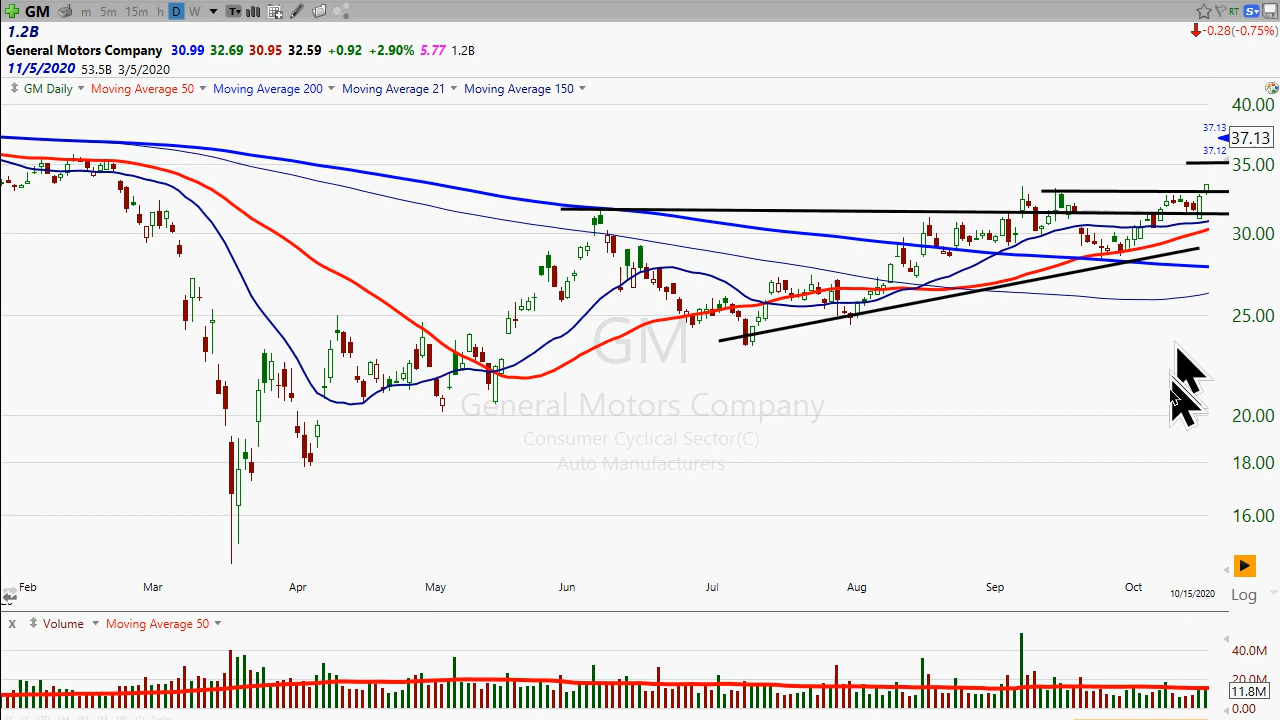 GM m 5m 15m h D W T RT S
1.2B -0.28(-0.75%)
General Motors Company 30.99 32.69 30.95 32.59 +0.92 +2.90% 5.77 1.2B
11/5/2020 53.5B 3/5/2020
GM Daily Moving Average 50 Moving Average 200 Moving Average 21 Moving Average 150
40.00
37.13
37.13
37.12
35.00
30.00
25.00
GM
General Motors Company
20.00
Consumer Cyclical Sector(C)
Auto Manufacturers
18.00
16.00
Feb Mar Apr May Jun Jul Aug Sep Oct
10/15/2020 Log
X Volume Moving Average 50
40.0M
20.0M
11.8M
0.00